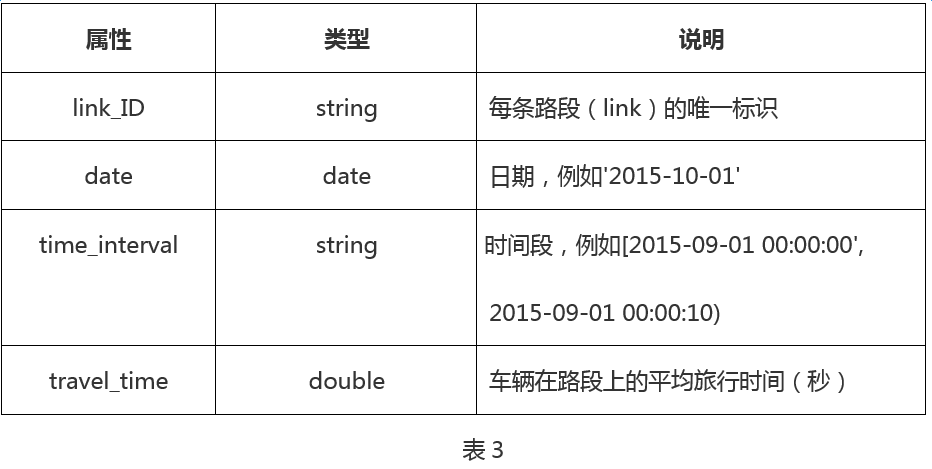 属性 类型 说明
link_ID string 每条路段（link）的唯一标识
date date 日期，例如'2015-10-01'
time_interval string 时间段，例如[2015-09-01 00:00:00',
2015-09-01 00:00:10)
travel_time double 车辆在路段上的平均旅行时间（秒）
表 3